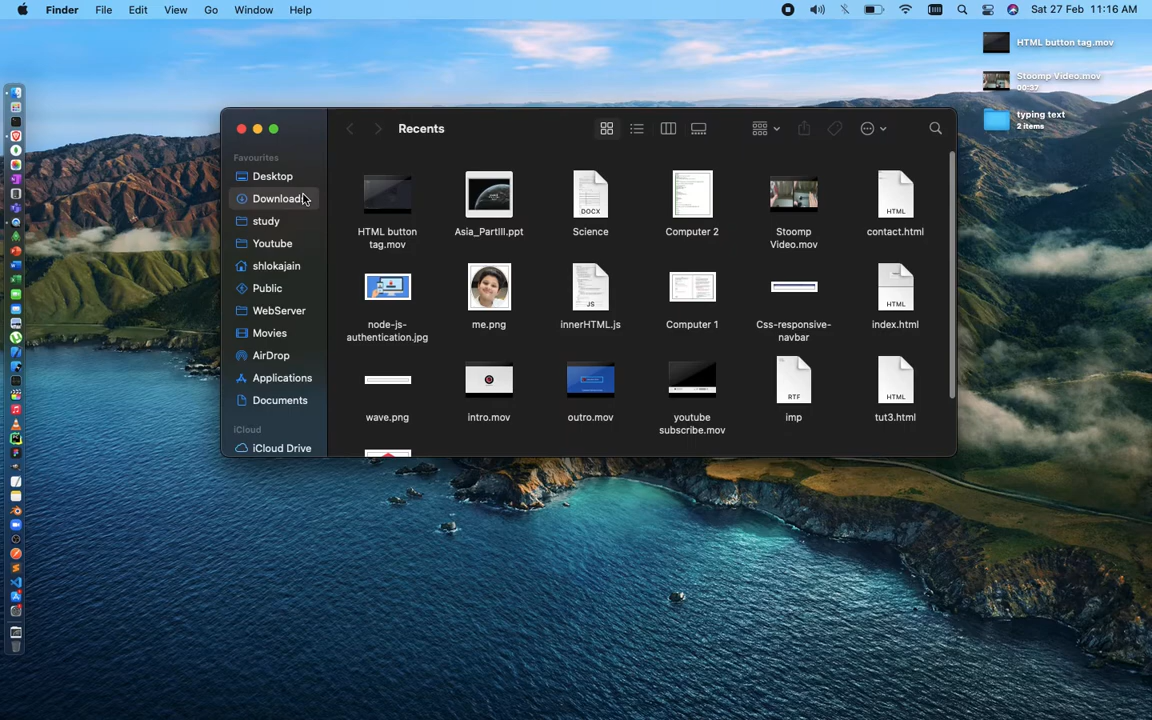 Finder File Edit View Go Window Help Sat 27 Feb 11:16 AM
HTML button tag.mov
Stoomp Video.mov
00:37
typing text
2 items
Recents
Favourites
Desktop
Downloads
study
Youtube
shlokajain
Public
WebServer
Movies
AirDrop
Applications
Documents
iCloud
iCloud Drive
DOCX
HTML
HTML button
tag.mov
Asia_PartIII.ppt
Science
Computer 2
Stoomp
Video.mov
contact.html
JS
HTML
node-js-
authentication.jpg
me.png
innerHTML.js
Computer 1
Css-responsive-
navbar
index.html
RTF
HTML
wave.png
intro.mov
outro.mov
youtube
subscribe.mov
imp
tut3.html